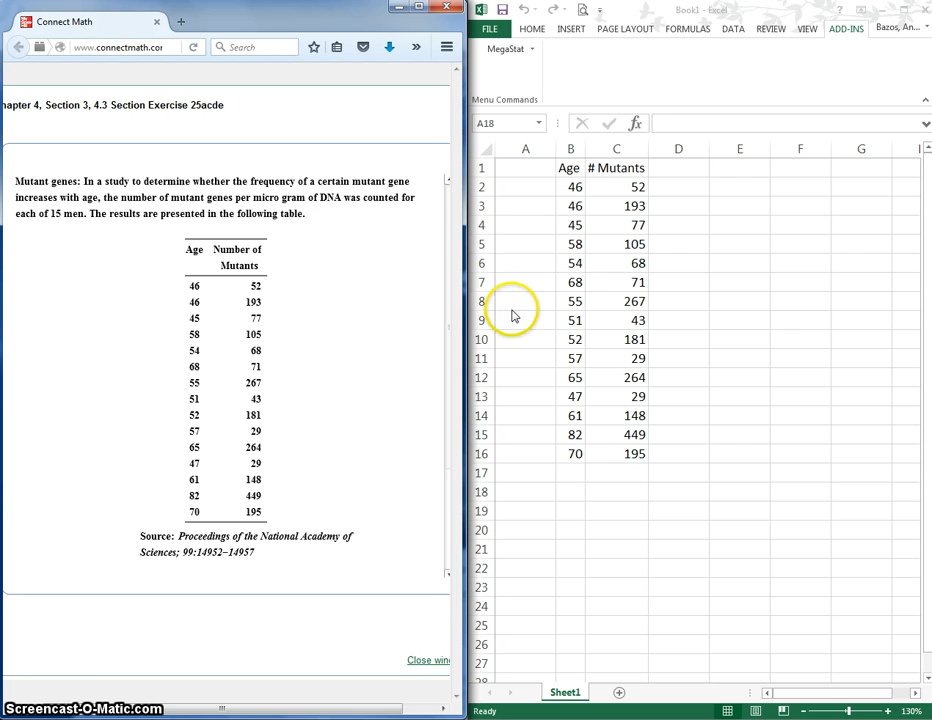 Connect Math
www.connectmath.cor
Search
hapter 4, Section 3, 4.3 Section Exercise 25acde
Mutant genes: In a study to determine whether the frequency of a certain mutant gene
increases with age, the number of mutant genes per micro gram of DNA was counted for
each of 15 men. The results are presented in the following table.
Age Number of
Mutants
46 52
46 193
45 77
58 105
54 68
68 71
55 267
51 43
52 181
57 29
65 264
47 29
61 148
82 449
70 195
Source: Proceedings of the National Academy of
Sciences; 99:14952–14957
Close win
Screencast-O-Matic.com
Book1 - Excel
FILE HOME INSERT PAGE LAYOUT FORMULAS DATA REVIEW VIEW ADD-INS Bazos, An...
MegaStat
Menu Commands
A18 fx
A B C D E F G
1 Age # Mutants
2 46 52
3 46 193
4 45 77
5 58 105
6 54 68
7 68 71
8 55 267
9 51 43
10 52 181
11 57 29
12 65 264
13 47 29
14 61 148
15 82 449
16 70 195
17
18
19
20
21
22
23
24
25
26
27
28
Sheet1
Ready
130%